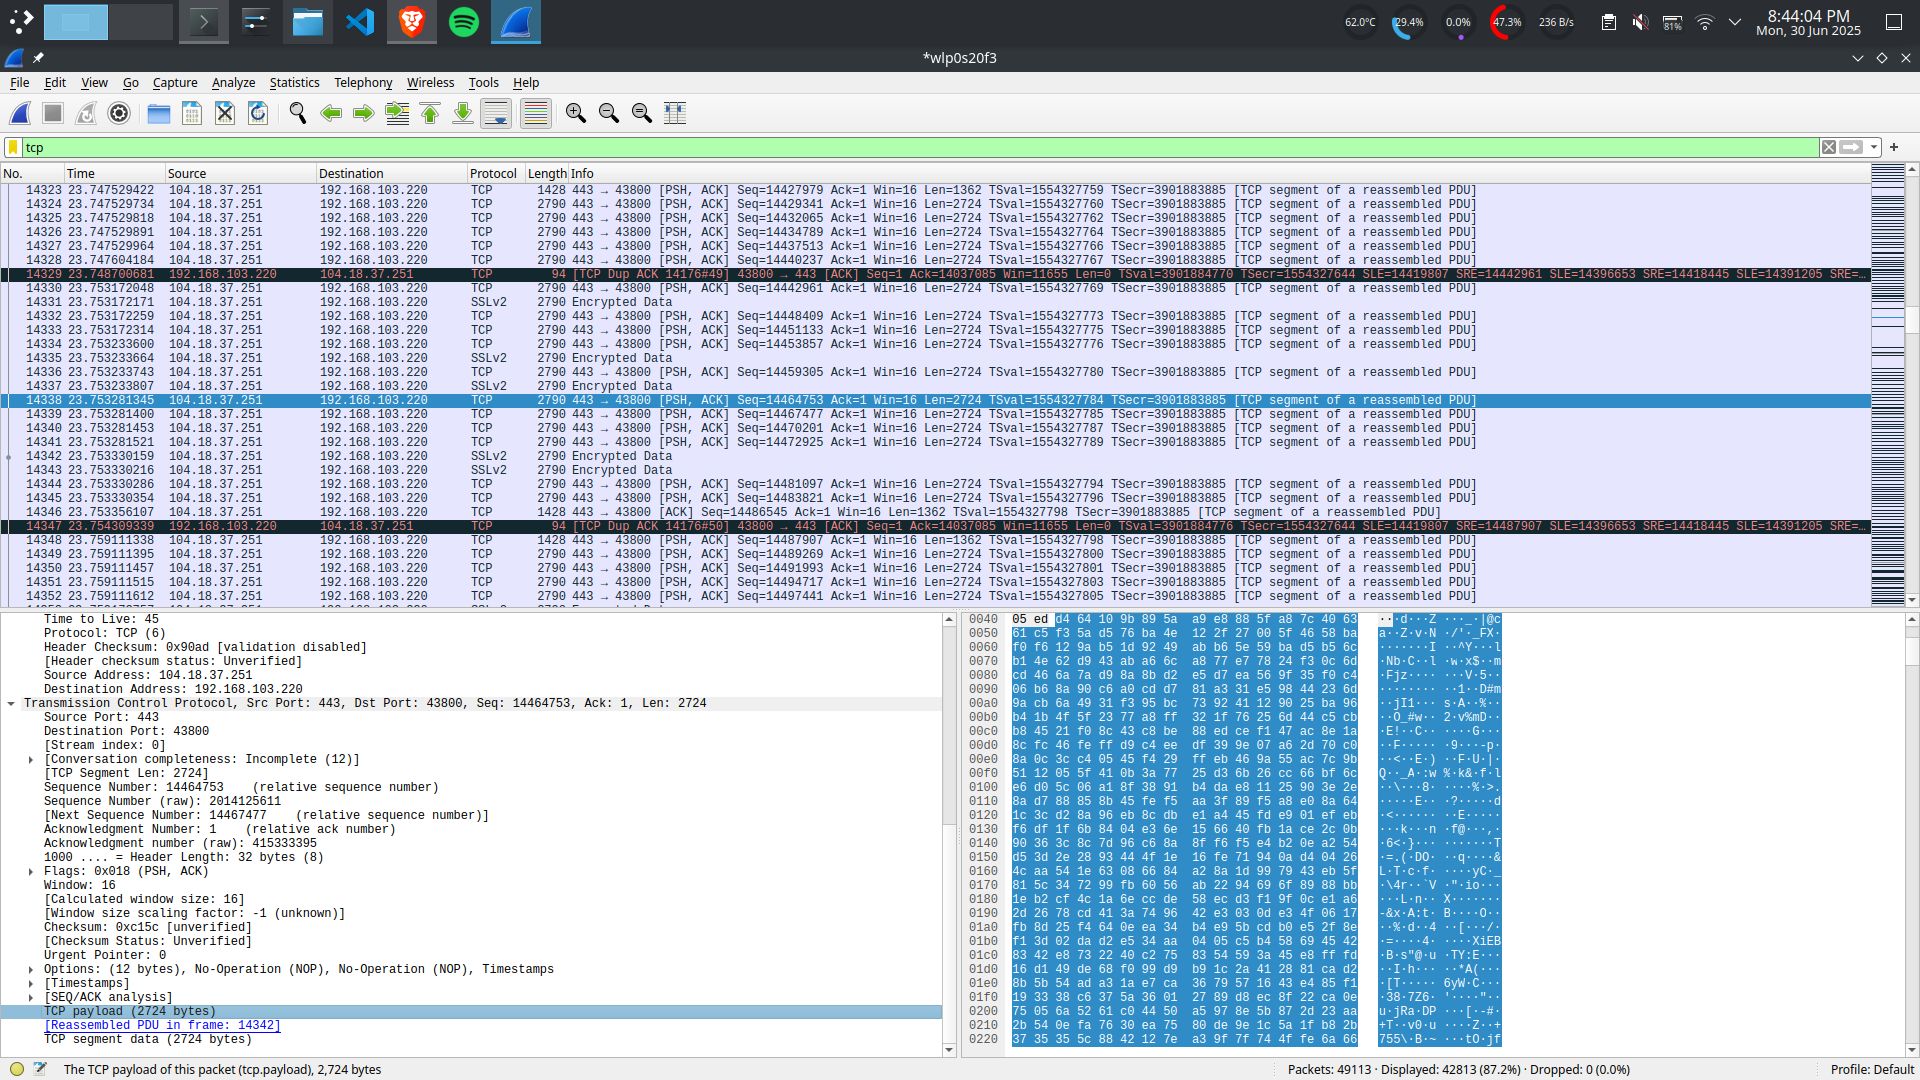 62.0°C 29.4% 0.0% 47.3% 236 B/s 81% 8:44:04 PM
Mon, 30 Jun 2025
*wlp0s20f3
File Edit View Go Capture Analyze Statistics Telephony Wireless Tools Help
tcp
No. Time Source Destination Protocol Length Info
14323 23.747529422 104.18.37.251 192.168.103.220 TCP 1428 443 → 43800 [PSH, ACK] Seq=14427979 Ack=1 Win=16 Len=1362 TSval=1554327759 TSecr=3901883885 [TCP segment of a reassembled PDU]
14324 23.747529734 104.18.37.251 192.168.103.220 TCP 2790 443 → 43800 [PSH, ACK] Seq=14429341 Ack=1 Win=16 Len=2724 TSval=1554327760 TSecr=3901883885 [TCP segment of a reassembled PDU]
14325 23.747529818 104.18.37.251 192.168.103.220 TCP 2790 443 → 43800 [PSH, ACK] Seq=14432065 Ack=1 Win=16 Len=2724 TSval=1554327762 TSecr=3901883885 [TCP segment of a reassembled PDU]
14326 23.747529891 104.18.37.251 192.168.103.220 TCP 2790 443 → 43800 [PSH, ACK] Seq=14434789 Ack=1 Win=16 Len=2724 TSval=1554327764 TSecr=3901883885 [TCP segment of a reassembled PDU]
14327 23.747529964 104.18.37.251 192.168.103.220 TCP 2790 443 → 43800 [PSH, ACK] Seq=14437513 Ack=1 Win=16 Len=2724 TSval=1554327766 TSecr=3901883885 [TCP segment of a reassembled PDU]
14328 23.747604184 104.18.37.251 192.168.103.220 TCP 2790 443 → 43800 [PSH, ACK] Seq=14440237 Ack=1 Win=16 Len=2724 TSval=1554327767 TSecr=3901883885 [TCP segment of a reassembled PDU]
14329 23.748700681 192.168.103.220 104.18.37.251 TCP 94 [TCP Dup ACK 14176#49] 43800 → 443 [ACK] Seq=1 Ack=14037085 Win=11655 Len=0 TSval=3901884770 TSecr=1554327644 SLE=14419807 SRE=14442961 SLE=14396653 SRE=14418445 SLE=14391205 SRE=…
14330 23.753172048 104.18.37.251 192.168.103.220 TCP 2790 443 → 43800 [PSH, ACK] Seq=14442961 Ack=1 Win=16 Len=2724 TSval=1554327769 TSecr=3901883885 [TCP segment of a reassembled PDU]
14331 23.753172171 104.18.37.251 192.168.103.220 SSLv2 2790 Encrypted Data
14332 23.753172259 104.18.37.251 192.168.103.220 TCP 2790 443 → 43800 [PSH, ACK] Seq=14448409 Ack=1 Win=16 Len=2724 TSval=1554327773 TSecr=3901883885 [TCP segment of a reassembled PDU]
14333 23.753172314 104.18.37.251 192.168.103.220 TCP 2790 443 → 43800 [PSH, ACK] Seq=14451133 Ack=1 Win=16 Len=2724 TSval=1554327775 TSecr=3901883885 [TCP segment of a reassembled PDU]
14334 23.753233600 104.18.37.251 192.168.103.220 TCP 2790 443 → 43800 [PSH, ACK] Seq=14453857 Ack=1 Win=16 Len=2724 TSval=1554327776 TSecr=3901883885 [TCP segment of a reassembled PDU]
14335 23.753233664 104.18.37.251 192.168.103.220 SSLv2 2790 Encrypted Data
14336 23.753233743 104.18.37.251 192.168.103.220 TCP 2790 443 → 43800 [PSH, ACK] Seq=14459305 Ack=1 Win=16 Len=2724 TSval=1554327780 TSecr=3901883885 [TCP segment of a reassembled PDU]
14337 23.753233807 104.18.37.251 192.168.103.220 SSLv2 2790 Encrypted Data
14338 23.753281345 104.18.37.251 192.168.103.220 TCP 2790 443 → 43800 [PSH, ACK] Seq=14464753 Ack=1 Win=16 Len=2724 TSval=1554327784 TSecr=3901883885 [TCP segment of a reassembled PDU]
14339 23.753281400 104.18.37.251 192.168.103.220 TCP 2790 443 → 43800 [PSH, ACK] Seq=14467477 Ack=1 Win=16 Len=2724 TSval=1554327785 TSecr=3901883885 [TCP segment of a reassembled PDU]
14340 23.753281453 104.18.37.251 192.168.103.220 TCP 2790 443 → 43800 [PSH, ACK] Seq=14470201 Ack=1 Win=16 Len=2724 TSval=1554327787 TSecr=3901883885 [TCP segment of a reassembled PDU]
14341 23.753281521 104.18.37.251 192.168.103.220 TCP 2790 443 → 43800 [PSH, ACK] Seq=14472925 Ack=1 Win=16 Len=2724 TSval=1554327789 TSecr=3901883885 [TCP segment of a reassembled PDU]
14342 23.753330159 104.18.37.251 192.168.103.220 SSLv2 2790 Encrypted Data
14343 23.753330216 104.18.37.251 192.168.103.220 SSLv2 2790 Encrypted Data
14344 23.753330286 104.18.37.251 192.168.103.220 TCP 2790 443 → 43800 [PSH, ACK] Seq=14481097 Ack=1 Win=16 Len=2724 TSval=1554327794 TSecr=3901883885 [TCP segment of a reassembled PDU]
14345 23.753330354 104.18.37.251 192.168.103.220 TCP 2790 443 → 43800 [PSH, ACK] Seq=14483821 Ack=1 Win=16 Len=2724 TSval=1554327796 TSecr=3901883885 [TCP segment of a reassembled PDU]
14346 23.753356107 104.18.37.251 192.168.103.220 TCP 1428 443 → 43800 [ACK] Seq=14486545 Ack=1 Win=16 Len=1362 TSval=1554327798 TSecr=3901883885 [TCP segment of a reassembled PDU]
14347 23.754309339 192.168.103.220 104.18.37.251 TCP 94 [TCP Dup ACK 14176#50] 43800 → 443 [ACK] Seq=1 Ack=14037085 Win=11655 Len=0 TSval=3901884776 TSecr=1554327644 SLE=14419807 SRE=14487907 SLE=14396653 SRE=14418445 SLE=14391205 SRE=…
14348 23.759111338 104.18.37.251 192.168.103.220 TCP 1428 443 → 43800 [PSH, ACK] Seq=14487907 Ack=1 Win=16 Len=1362 TSval=1554327798 TSecr=3901883885 [TCP segment of a reassembled PDU]
14349 23.759111395 104.18.37.251 192.168.103.220 TCP 2790 443 → 43800 [PSH, ACK] Seq=14489269 Ack=1 Win=16 Len=2724 TSval=1554327800 TSecr=3901883885 [TCP segment of a reassembled PDU]
14350 23.759111457 104.18.37.251 192.168.103.220 TCP 2790 443 → 43800 [PSH, ACK] Seq=14491993 Ack=1 Win=16 Len=2724 TSval=1554327801 TSecr=3901883885 [TCP segment of a reassembled PDU]
14351 23.759111515 104.18.37.251 192.168.103.220 TCP 2790 443 → 43800 [PSH, ACK] Seq=14494717 Ack=1 Win=16 Len=2724 TSval=1554327803 TSecr=3901883885 [TCP segment of a reassembled PDU]
14352 23.759111612 104.18.37.251 192.168.103.220 TCP 2790 443 → 43800 [PSH, ACK] Seq=14497441 Ack=1 Win=16 Len=2724 TSval=1554327805 TSecr=3901883885 [TCP segment of a reassembled PDU]
Time to Live: 45
Protocol: TCP (6)
Header Checksum: 0x90ad [validation disabled]
[Header checksum status: Unverified]
Source Address: 104.18.37.251
Destination Address: 192.168.103.220
Transmission Control Protocol, Src Port: 443, Dst Port: 43800, Seq: 14464753, Ack: 1, Len: 2724
Source Port: 443
Destination Port: 43800
[Stream index: 0]
[Conversation completeness: Incomplete (12)]
[TCP Segment Len: 2724]
Sequence Number: 14464753 (relative sequence number)
Sequence Number (raw): 2014125611
[Next Sequence Number: 14467477 (relative sequence number)]
Acknowledgment Number: 1 (relative ack number)
Acknowledgment number (raw): 415333395
1000 .... = Header Length: 32 bytes (8)
Flags: 0x018 (PSH, ACK)
Window: 16
[Calculated window size: 16]
[Window size scaling factor: -1 (unknown)]
Checksum: 0xc15c [unverified]
[Checksum Status: Unverified]
Urgent Pointer: 0
Options: (12 bytes), No-Operation (NOP), No-Operation (NOP), Timestamps
[Timestamps]
[SEQ/ACK analysis]
TCP payload (2724 bytes)
[Reassembled PDU in frame: 14342]
TCP segment data (2724 bytes)
0040 05 ed d4 64 10 9b 89 5a a9 e8 88 5f a8 7c 40 63
0050 61 c5 f3 5a d5 76 ba 4e 12 2f 27 00 5f 46 58 ba
0060 f0 f6 12 9a b5 1d 92 49 ab b6 5e 59 ba d5 b5 6c
0070 b1 4e 62 d9 43 ab a6 6c a8 77 e7 78 24 f3 0c 6d
0080 cd 46 6a 7a d9 8a 8b d2 e5 d7 ea 56 9f 35 f0 c4
0090 06 b6 8a 90 c6 a0 cd d7 81 a3 31 e5 98 44 23 6d
00a0 9a cb 6a 49 31 f3 95 bc 73 92 41 12 90 25 ba 96
00b0 b4 1b 4f 5f 23 77 a8 ff 32 1f 76 25 6d 44 c5 cb
00c0 b8 45 21 f0 8c 43 c8 be 88 ed ce f1 47 ac 8e 1a
00d0 8c fc 46 fe ff d9 c4 ee df 39 9e 07 a6 2d 70 c0
00e0 8a 0c 3c c4 05 45 f4 29 ff eb 46 9a 55 ac 7c 9b
00f0 51 12 05 5f 41 0b 3a 77 25 d3 6b 26 cc 66 bf 6c
0100 e6 d0 5c 06 a1 8f 38 91 b4 da e8 11 25 90 3e 2e
0110 8a d7 88 85 8b 45 fe f5 aa 3f 89 f5 a8 e0 8a 64
0120 1c 3c d2 8a 96 eb 8c db e1 a4 45 fd e9 01 ef eb
0130 f6 df 1f 6b 84 04 e3 6e 15 66 40 fb 1a ce 2c 0b
0140 90 36 3c 8c 7d 96 c6 8a 8f f6 f5 e4 b2 0e a2 54
0150 d5 3d 2e 28 93 44 4f 1e 16 fe 71 94 0a d4 04 26
0160 4c aa 54 1e 63 08 66 84 a2 8a 1d 99 79 43 eb 5f
0170 81 5c 34 72 99 fb 60 56 ab 22 94 69 6f 89 88 bb
0180 1e b2 cf 4c 1a 6e cc de 58 ec d3 f1 9f 0c e1 a6
0190 2d 26 78 cd 41 3a 74 96 42 e3 03 0d e3 4f 06 17
01a0 fb 8d 25 f4 64 0e ea 34 b4 e9 5b cd b0 e5 2f 8e
01b0 f1 3d 02 da d2 e5 34 aa 04 05 c5 b4 58 69 45 42
01c0 83 42 e8 73 22 40 c2 75 83 54 59 3a 45 e8 ff fd
01d0 16 d1 49 de 68 f0 99 d9 b9 1c 2a 41 28 81 ca d2
01e0 8b 5b 54 ad a3 1a e7 ca 36 79 57 16 43 e4 85 f1
01f0 19 33 38 c6 37 5a 36 01 27 89 d8 ec 8f 22 ca 0e
0200 75 05 6a 52 61 c0 44 50 a5 97 8e 5b 87 2d 23 aa
0210 2b 54 0e fa 76 30 ea 75 80 de 9e 1c 5a 1f b8 2b
0220 37 35 35 5c 88 42 12 7e a3 9f 7f 74 4f fe 6a 66
The TCP payload of this packet (tcp.payload), 2,724 bytes
Packets: 49113 · Displayed: 42813 (87.2%) · Dropped: 0 (0.0%)
Profile: Default